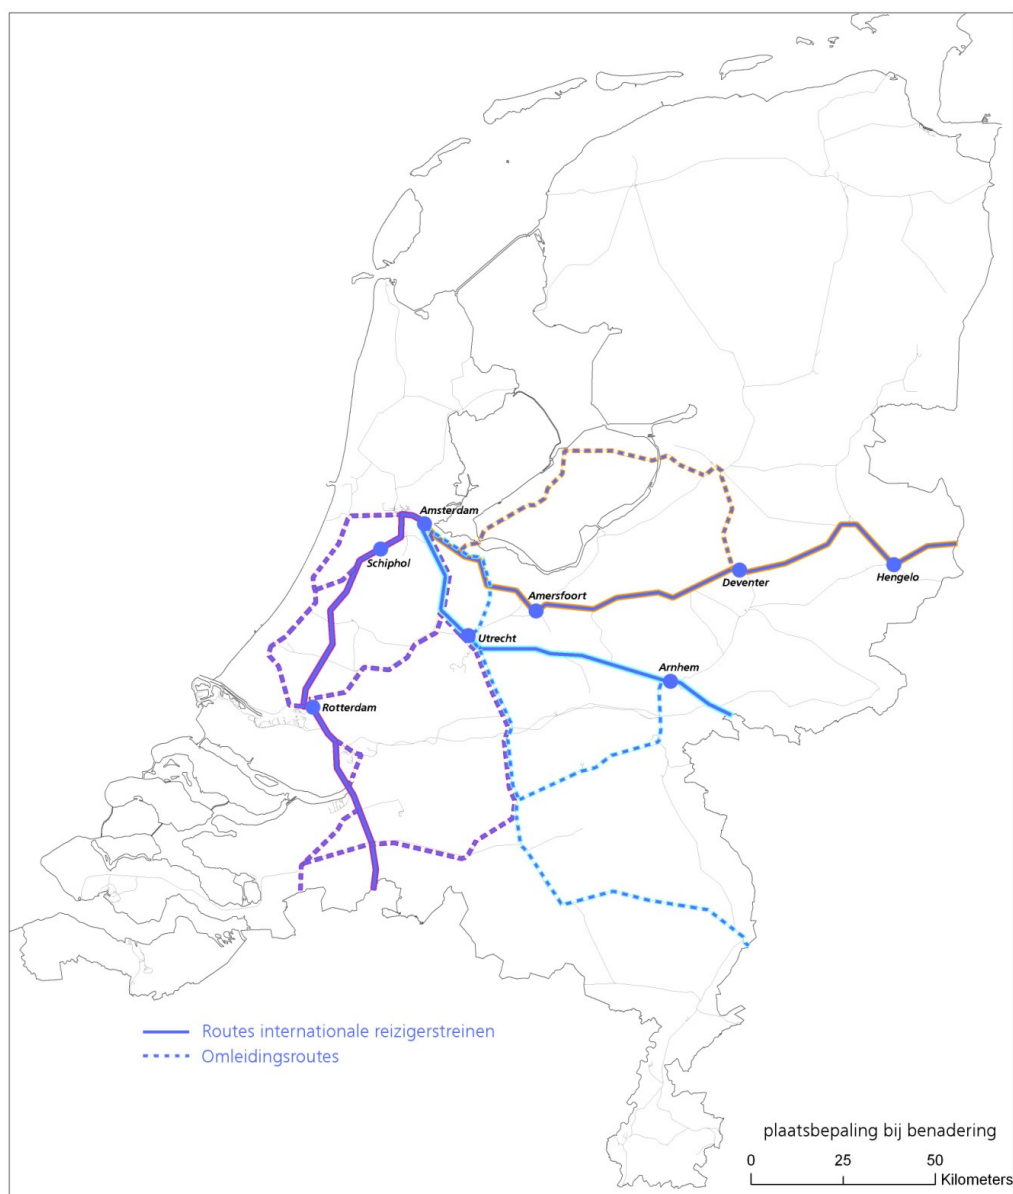 Amsterdam
Schiphol
Amersfoort
Deventer
Hengelo
Utrecht
Arnhem
Rotterdam
Routes internationale reizigerstreinen
Omleidingsroutes
plaatsbepaling bij benadering
0 25 50
Kilometers